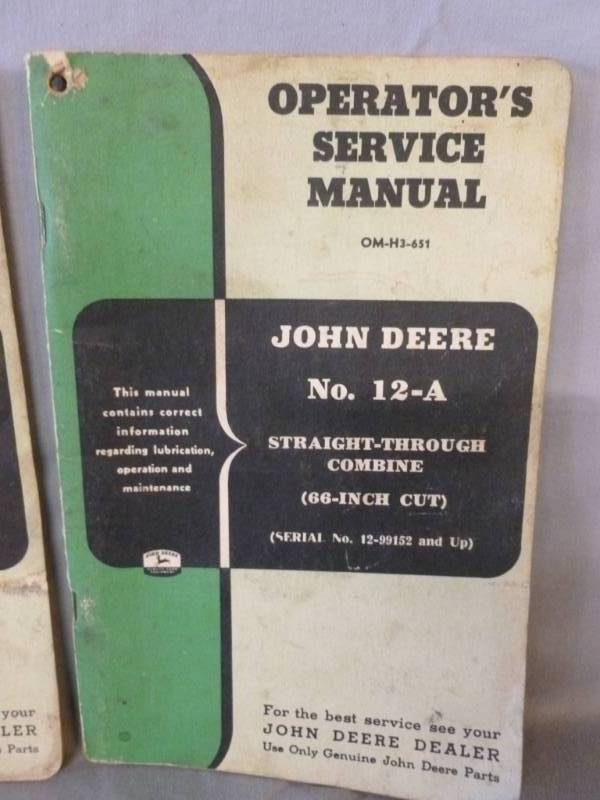 OPERATOR'S
SERVICE
MANUAL
OM-H3-651
JOHN DEERE
No. 12-A
STRAIGHT-THROUGH
COMBINE
(66-INCH CUT)
(SERIAL No. 12-99152 and Up)
This manual
contains correct
information
regarding lubrication,
operation and
maintenance
JOHN DEERE
For the best service see your
JOHN DEERE DEALER
Use Only Genuine John Deere Parts
your
LER
Parts